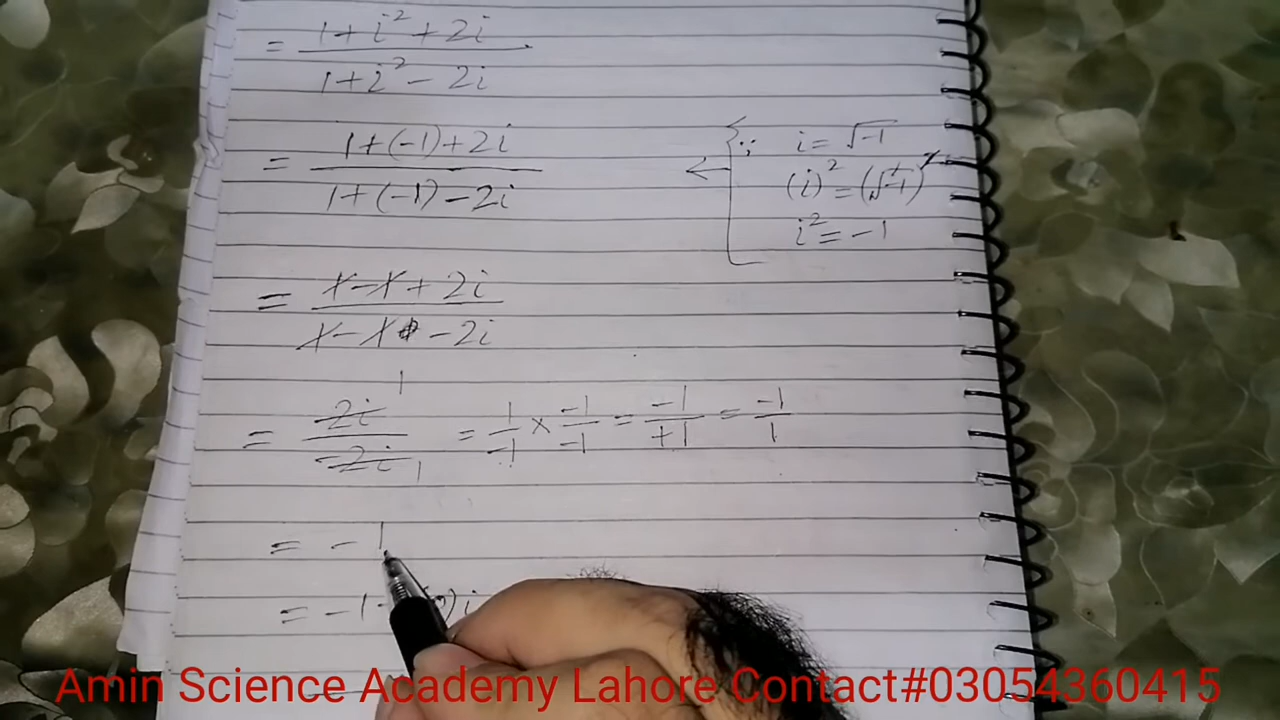 = 1 + i² + 2i / 1 + i² - 2i
= 1 + (-1) + 2i / 1 + (-1) - 2i
∵ i = √-1
(i)² = (√-1)²
i² = -1
= 1 - 1 + 2i / 1 - 1 - 2i
= 2i / -2i = 1/-1 × -1/-1 = -1/+1 = -1/1
= -1
= -1
Amin Science Academy Lahore Contact#03054360415